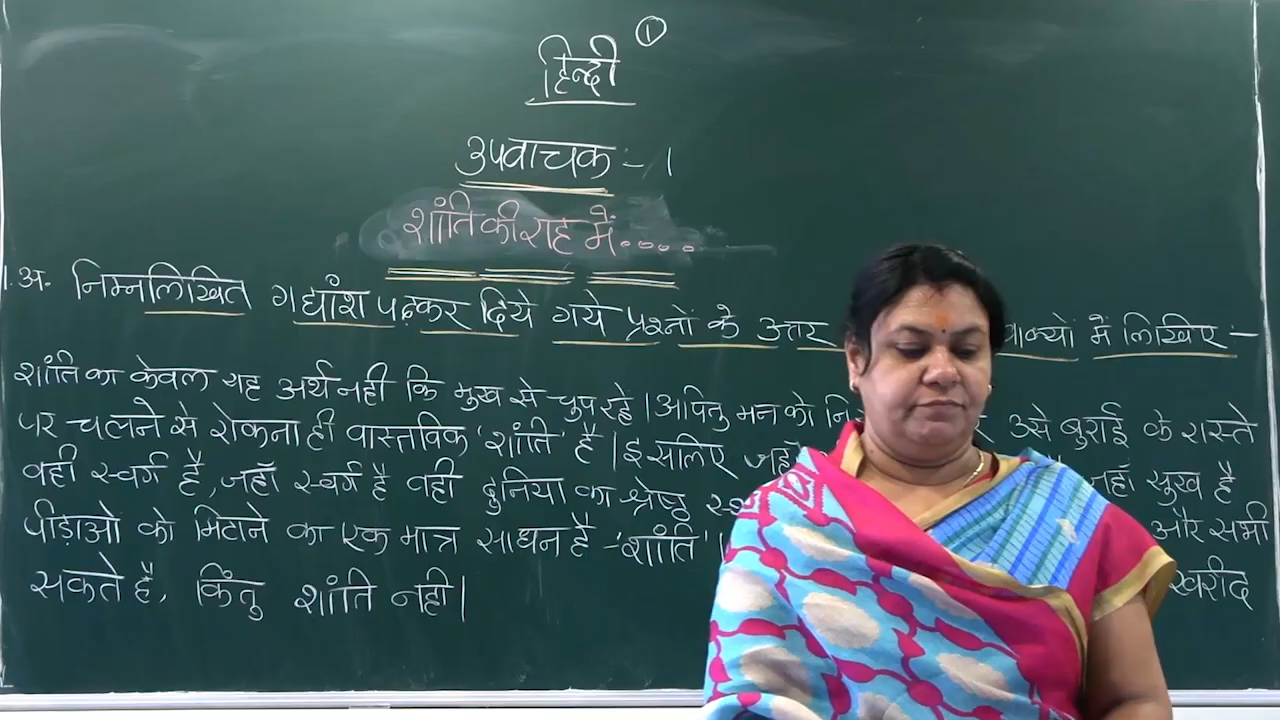 ①
हिन्दी
उपवाचक :- 1
शांति की राह में.....
1. अ. निम्नलिखित गद्यांश पढ़कर दिये गये प्रश्नों के उत्तर वाक्यों में लिखिए :-
शांति का केवल यह अर्थ नहीं कि मुख से चुप रहें। अपितु मन को उसे बुराई के रास्ते
पर चलने से रोकना ही वास्तविक 'शांति' है। इसलिए जहाँ जहाँ सुख है
वही स्वर्ग है, जहाँ स्वर्ग है वही दुनिया का श्रेष्ठ और सभी
पीड़ाओ को मिटाने का एक मात्र साधन है - 'शांति'। खरीद
सकते है, किंतु शांति नही।